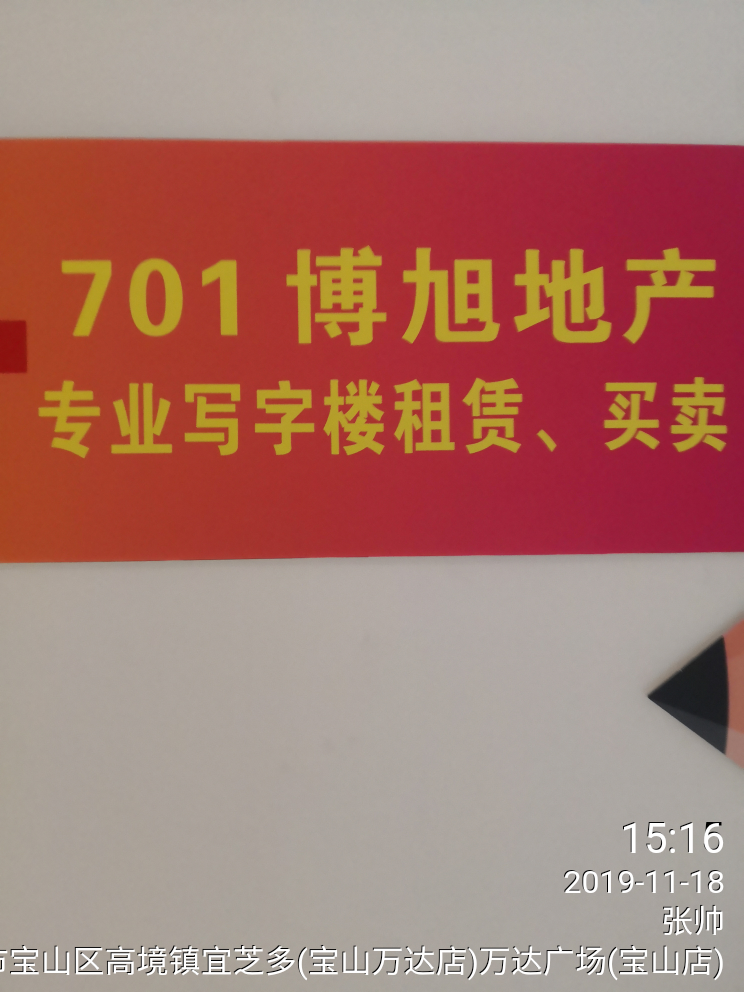 701 博旭地产
专业写字楼租赁、买卖
15:16
2019-11-18
张帅
市宝山区高境镇宜芝多(宝山万达店)万达广场(宝山店)